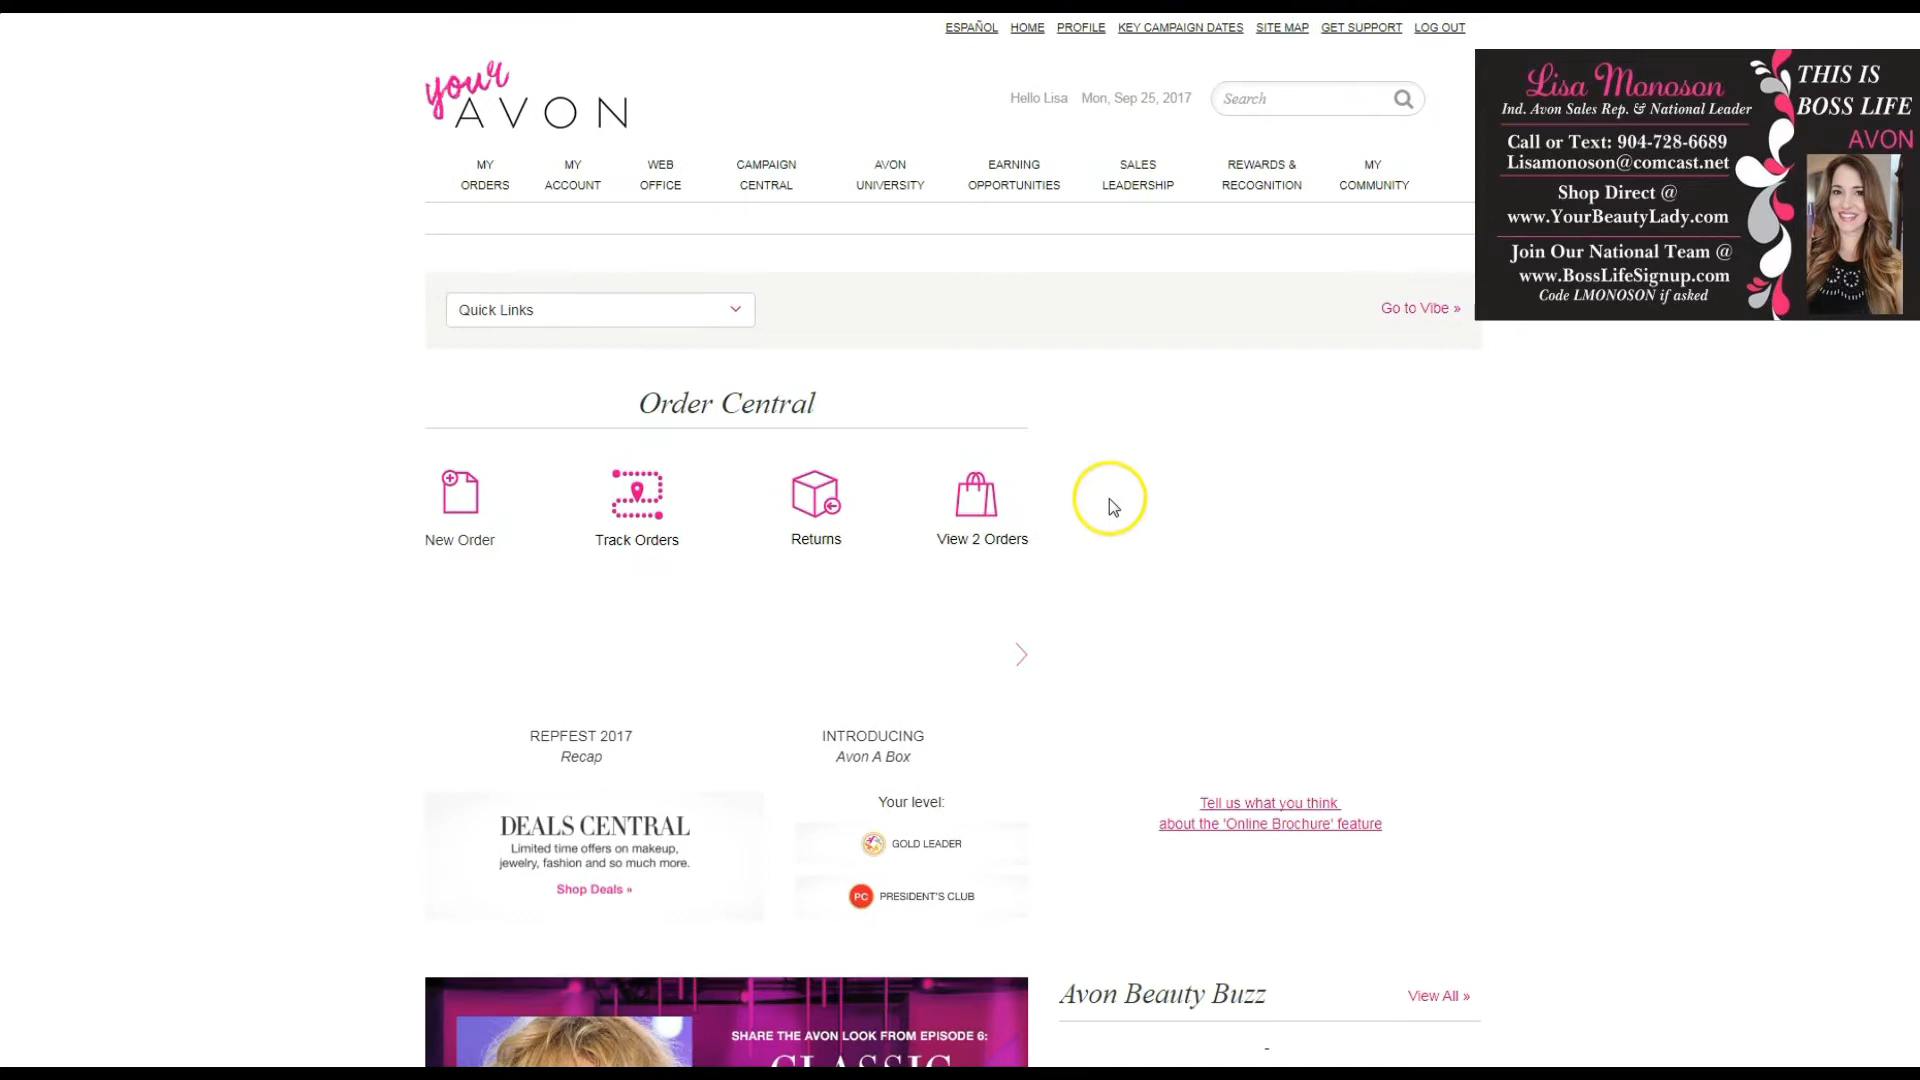 ESPAÑOL HOME PROFILE KEY CAMPAIGN DATES SITE MAP GET SUPPORT LOG OUT
your
AVON
Hello Lisa Mon, Sep 25, 2017 Search
MY ORDERS
MY ACCOUNT
WEB OFFICE
CAMPAIGN CENTRAL
AVON UNIVERSITY
EARNING OPPORTUNITIES
SALES LEADERSHIP
REWARDS & RECOGNITION
MY COMMUNITY
Lisa Monoson
Ind. Avon Sales Rep. & National Leader
Call or Text: 904-728-6689
Lisamonoson@comcast.net
Shop Direct @
www.YourBeautyLady.com
Join Our National Team @
www.BossLifeSignup.com
Code LMONOSON if asked
THIS IS
BOSS LIFE
AVON
Quick Links
Go to Vibe »
Order Central
New Order
Track Orders
Returns
View 2 Orders
REPFEST 2017
Recap
INTRODUCING
Avon A Box
DEALS CENTRAL
Limited time offers on makeup,
jewelry, fashion and so much more.
Shop Deals »
Your level:
GOLD LEADER
PC PRESIDENT'S CLUB
Tell us what you think
about the 'Online Brochure' feature
SHARE THE AVON LOOK FROM EPISODE 6:
CLASSIC
Avon Beauty Buzz
View All »
-